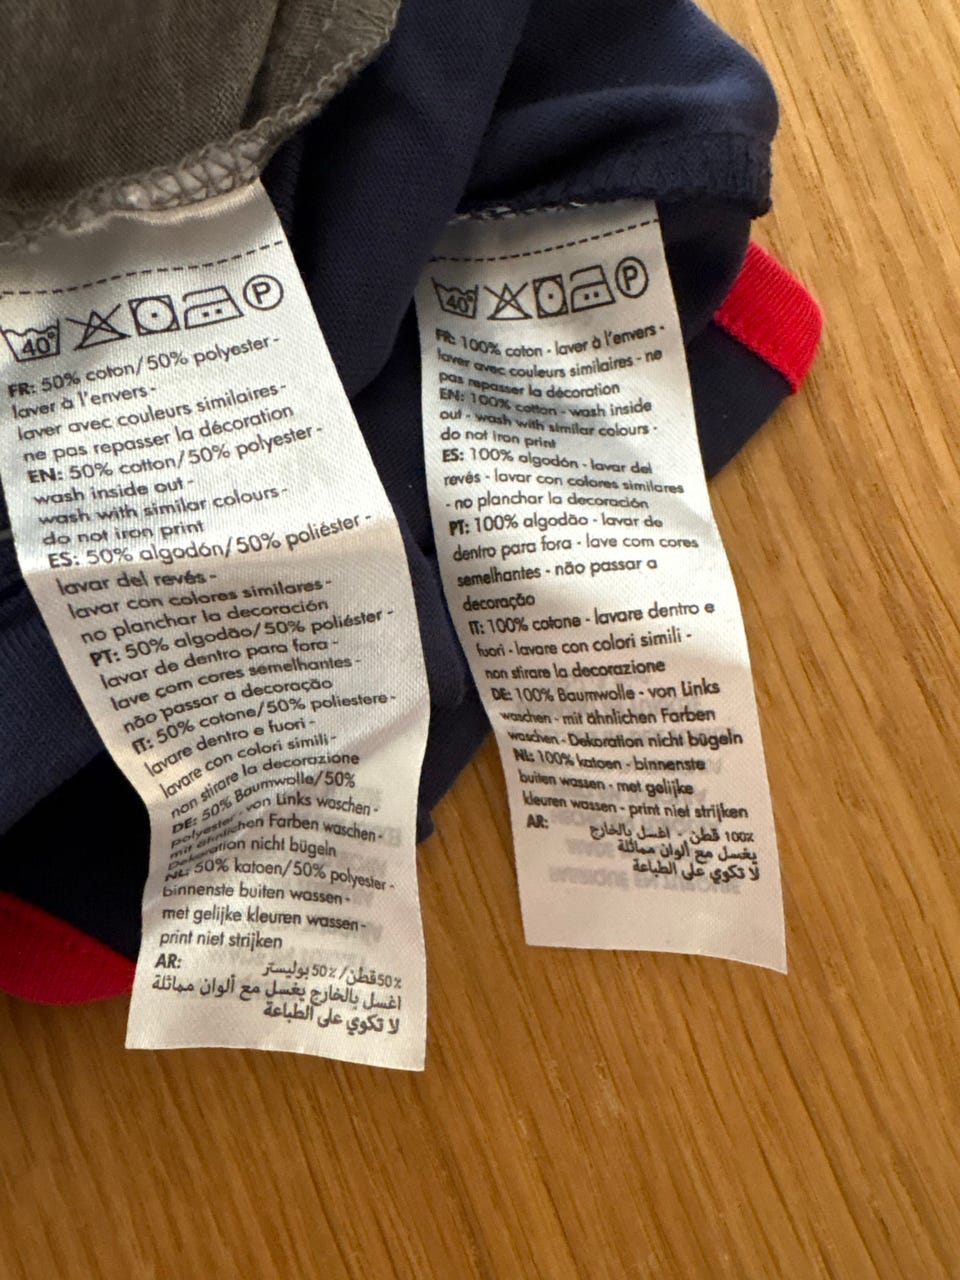 40°
P
FR: 50% coton/50% polyester -
laver à l'envers -
laver avec couleurs similaires -
ne pas repasser la décoration
EN: 50% cotton/50% polyester -
wash inside out -
wash with similar colours -
do not iron print
ES: 50% algodón/50% poliéster -
lavar del revés -
lavar con colores similares -
no planchar la decoración
PT: 50% algodão/50% poliéster -
lavar de dentro para fora -
lave com cores semelhantes -
não passar a decoração
IT: 50% cotone/50% poliestere -
lavare dentro e fuori -
lavare con colori simili -
non stirare la decorazione
DE: 50% Baumwolle/50%
polyester - von Links waschen -
mit ähnlichen Farben waschen -
Dekoration nicht bügeln
NL: 50% katoen/50% polyester -
binnenste buiten wassen -
met gelijke kleuren wassen -
print niet strijken
AR: 50% قطن/ 50% بوليستر
اغسل بالخارج يغسل مع ألوان مماثلة
لا تكوي على الطباعة
40°
P
FR: 100% coton - laver à l'envers -
laver avec couleurs similaires - ne
pas repasser la décoration
EN: 100% cotton - wash inside
out - wash with similar colours -
do not iron print
ES: 100% algodón - lavar del
revés - lavar con colores similares
- no planchar la decoración
PT: 100% algodão - lavar de
dentro para fora - lave com cores
semelhantes - não passar a
decoração
IT: 100% cotone - lavare dentro e
fuori - lavare con colori simili -
non stirare la decorazione
DE: 100% Baumwolle - von Links
waschen - mit ähnlichen Farben
waschen - Dekoration nicht bügeln
NL: 100% katoen - binnenste
buiten wassen - met gelijke
kleuren wassen - print niet strijken
AR: 100% قطن - اغسل بالخارج
يغسل مع ألوان مماثلة
لا تكوي على الطباعة